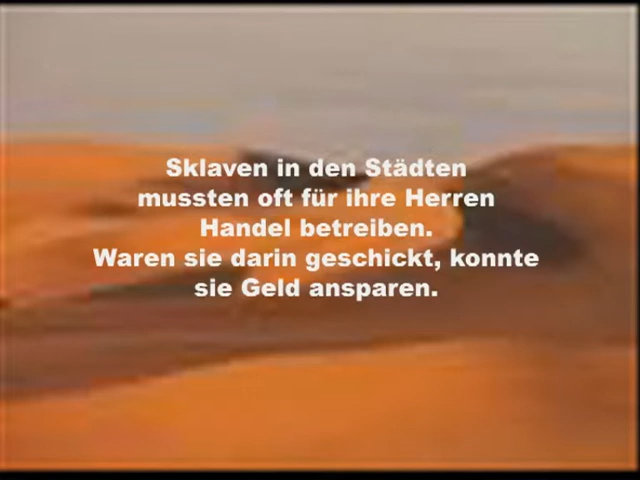 Sklaven in den Städten
mussten oft für ihre Herren
Handel betreiben.
Waren sie darin geschickt, konnte
sie Geld ansparen.